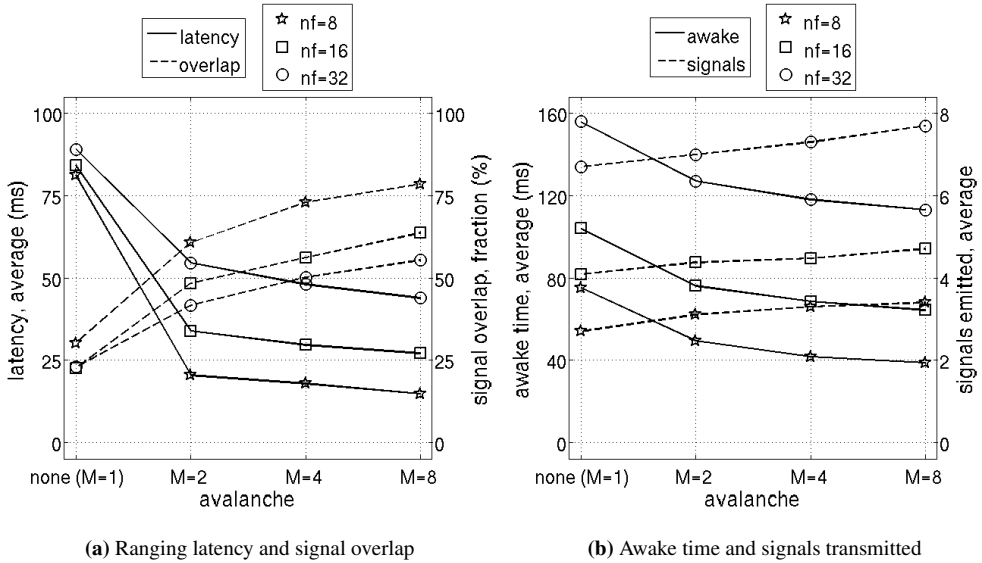 latency
overlap
nf=8
nf=16
nf=32
100
75
50
25
0
latency, average (ms)
100
75
50
25
0
signal overlap, fraction (%)
none (M=1)
M=2
M=4
M=8
avalanche
(a) Ranging latency and signal overlap
awake
signals
nf=8
nf=16
nf=32
160
120
80
40
0
awake time, average (ms)
8
6
4
2
0
signals emitted, average
none (M=1)
M=2
M=4
M=8
avalanche
(b) Awake time and signals transmitted